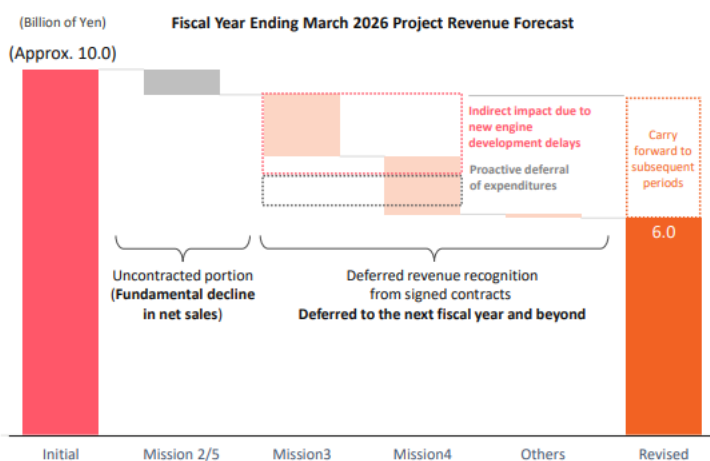 (Billion of Yen)
Fiscal Year Ending March 2026 Project Revenue Forecast
(Approx. 10.0)
Indirect impact due to
new engine
development delays
Proactive deferral
of expenditures
Carry
forward to
subsequent
periods
6.0
Uncontracted portion
(Fundamental decline
in net sales)
Deferred revenue recognition
from signed contracts
Deferred to the next fiscal year and beyond
Initial
Mission 2/5
Mission3
Mission4
Others
Revised